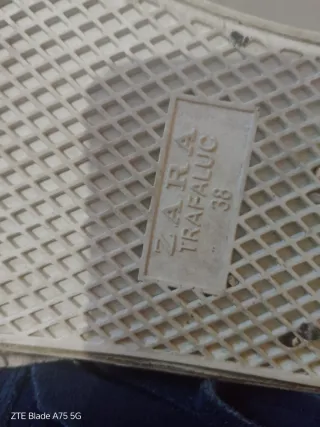 ZARA
TRAFALUC
38
ZTE Blade A75 5G